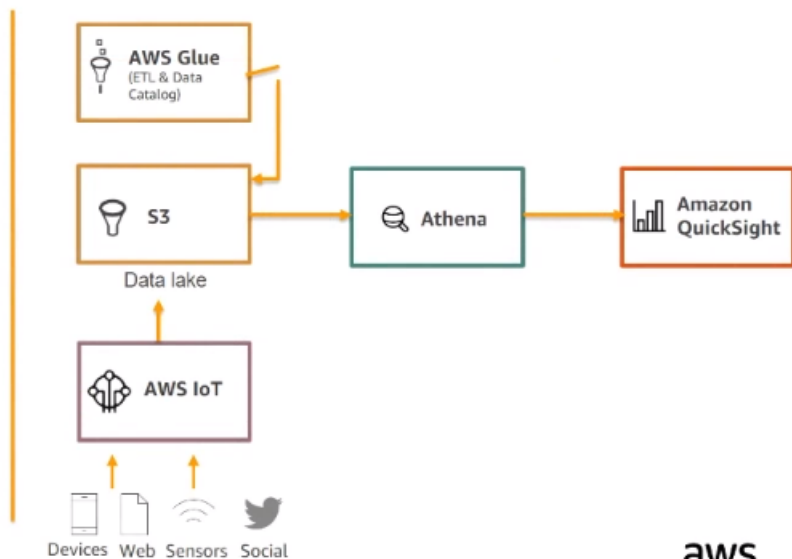 AWS Glue
(ETL & Data
Catalog)
S3
Athena
Amazon
QuickSight
Data lake
AWS IoT
Devices Web Sensors Social
aws